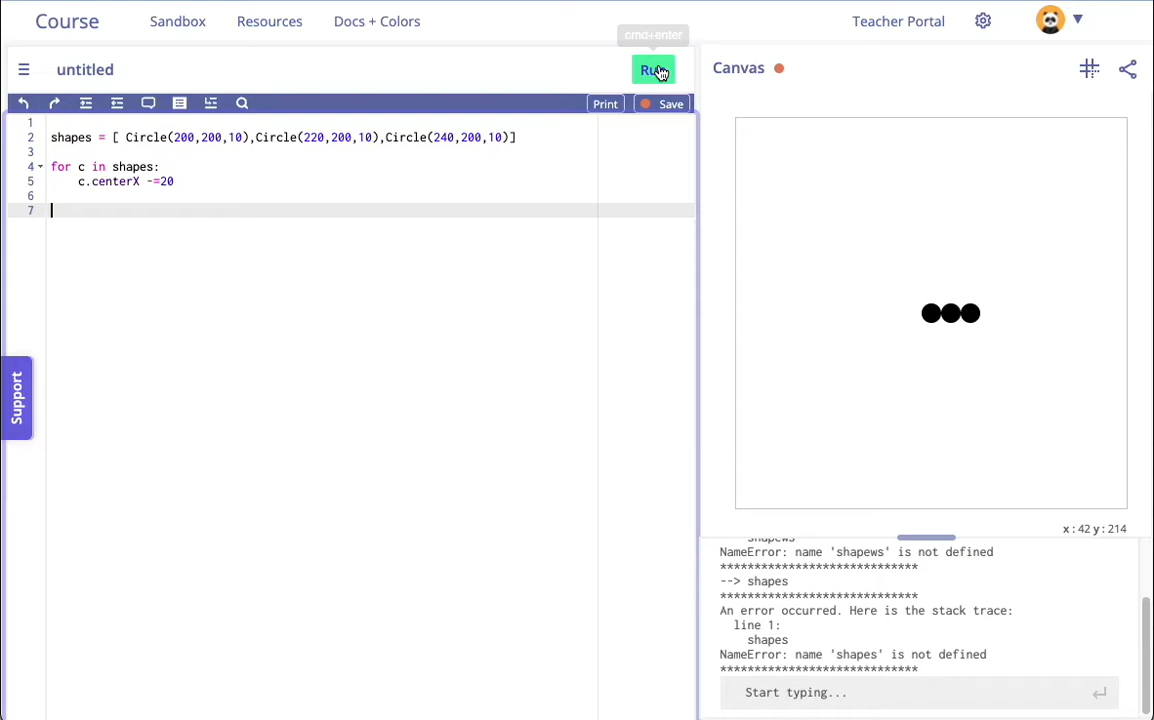 Course Sandbox Resources Docs + Colors Teacher Portal
cmd+enter
untitled
Canvas
Print Save
1
2 shapes = [ Circle(200,200,10),Circle(220,200,10),Circle(240,200,10)]
3
4 for c in shapes:
5 c.centerX -=20
6
7
Support
x: 42 y: 214
shapews
NameError: name 'shapews' is not defined
*****************************
--> shapes
*****************************
An error occurred. Here is the stack trace:
line 1:
shapes
NameError: name 'shapes' is not defined
*****************************
Start typing...